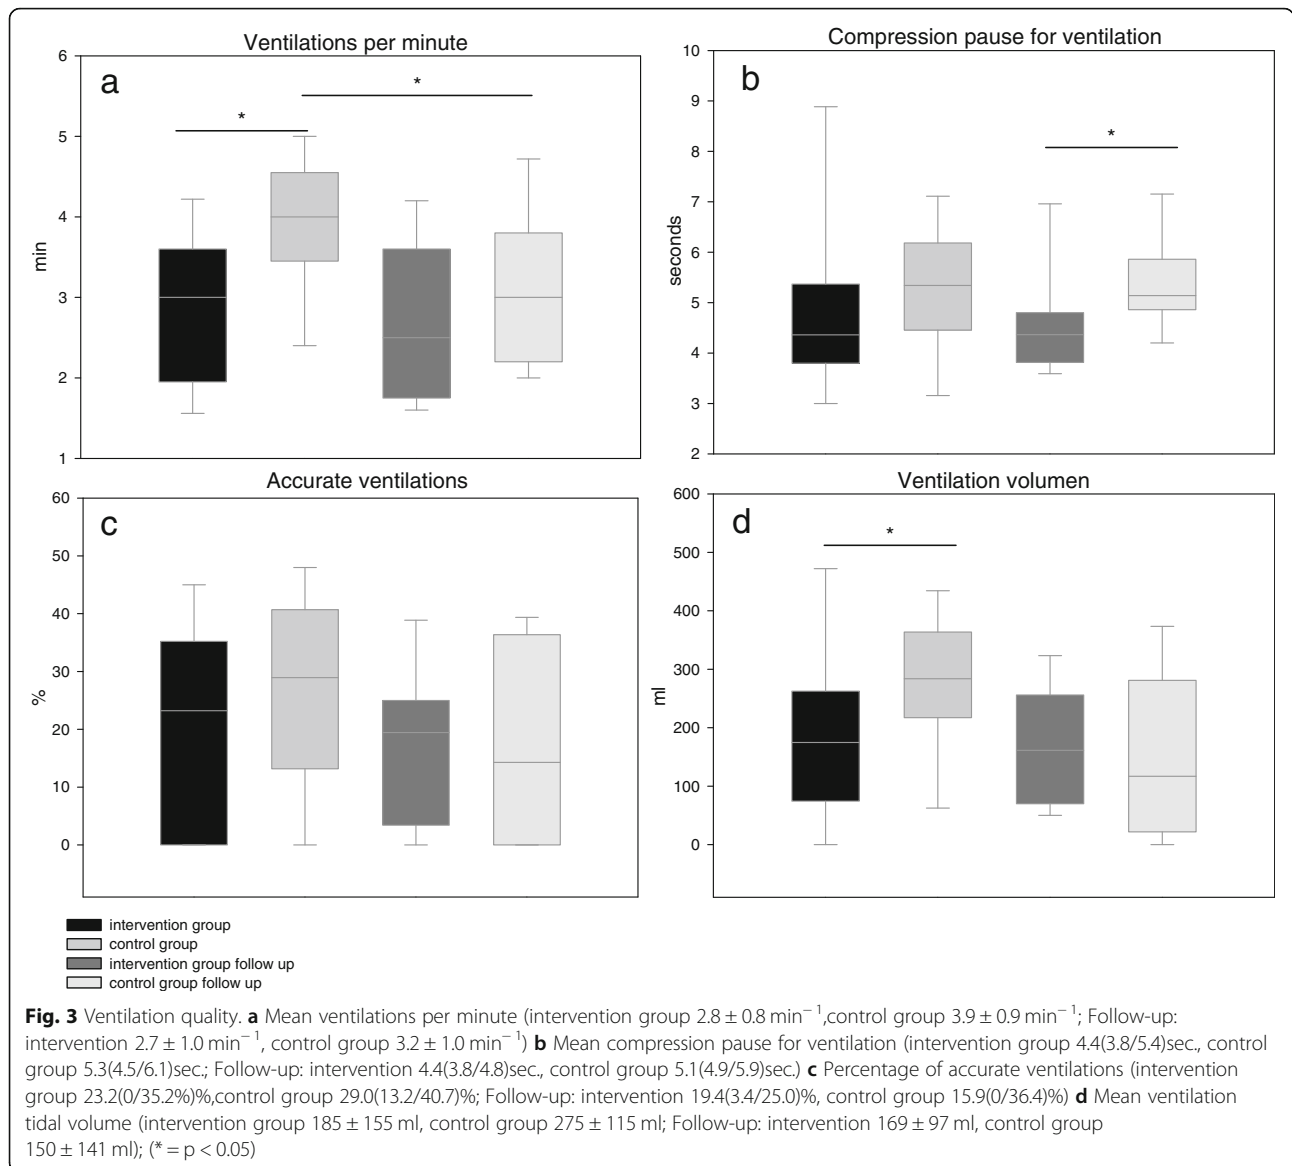 Ventilations per minute
a
*
*
6
5
4
3
2
1
min
Compression pause for ventilation
b
*
10
9
8
7
6
5
4
3
2
seconds
Accurate ventilations
c
60
50
40
30
20
10
0
%
Ventilation volumen
d
*
600
500
400
300
200
100
0
ml
intervention group
control group
intervention group follow up
control group follow up
Fig. 3 Ventilation quality. a Mean ventilations per minute (intervention group 2.8 ± 0.8 min⁻¹,control group 3.9 ± 0.9 min⁻¹; Follow-up:
intervention 2.7 ± 1.0 min⁻¹, control group 3.2 ± 1.0 min⁻¹) b Mean compression pause for ventilation (intervention group 4.4(3.8/5.4)sec., control
group 5.3(4.5/6.1)sec.; Follow-up: intervention 4.4(3.8/4.8)sec., control group 5.1(4.9/5.9)sec.) c Percentage of accurate ventilations (intervention
group 23.2(0/35.2%)%,control group 29.0(13.2/40.7)%; Follow-up: intervention 19.4(3.4/25.0)%, control group 15.9(0/36.4)%) d Mean ventilation
tidal volume (intervention group 185 ± 155 ml, control group 275 ± 115 ml; Follow-up: intervention 169 ± 97 ml, control group
150 ± 141 ml); (* = p < 0.05)